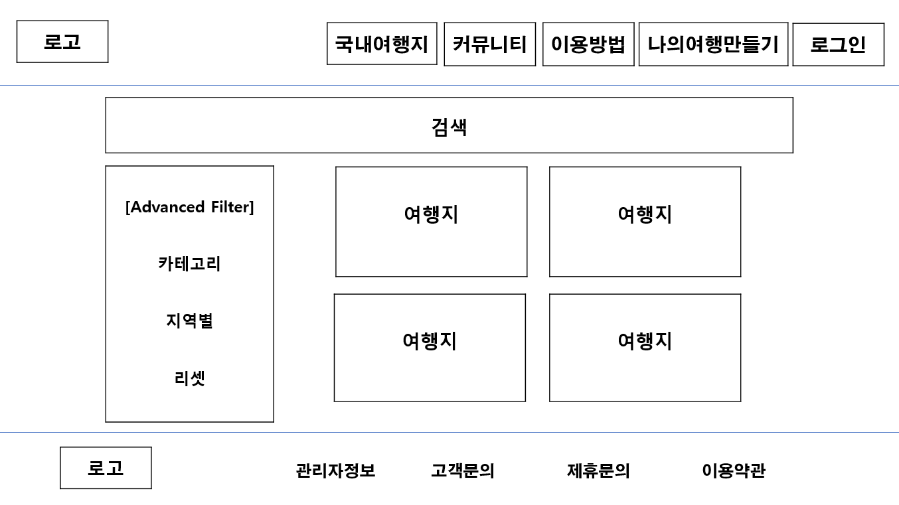 로고
국내여행지
커뮤니티
이용방법
나의여행만들기
로그인
검색
[Advanced Filter]
카테고리
지역별
리셋
여행지
여행지
여행지
여행지
로고
관리자정보
고객문의
제휴문의
이용약관